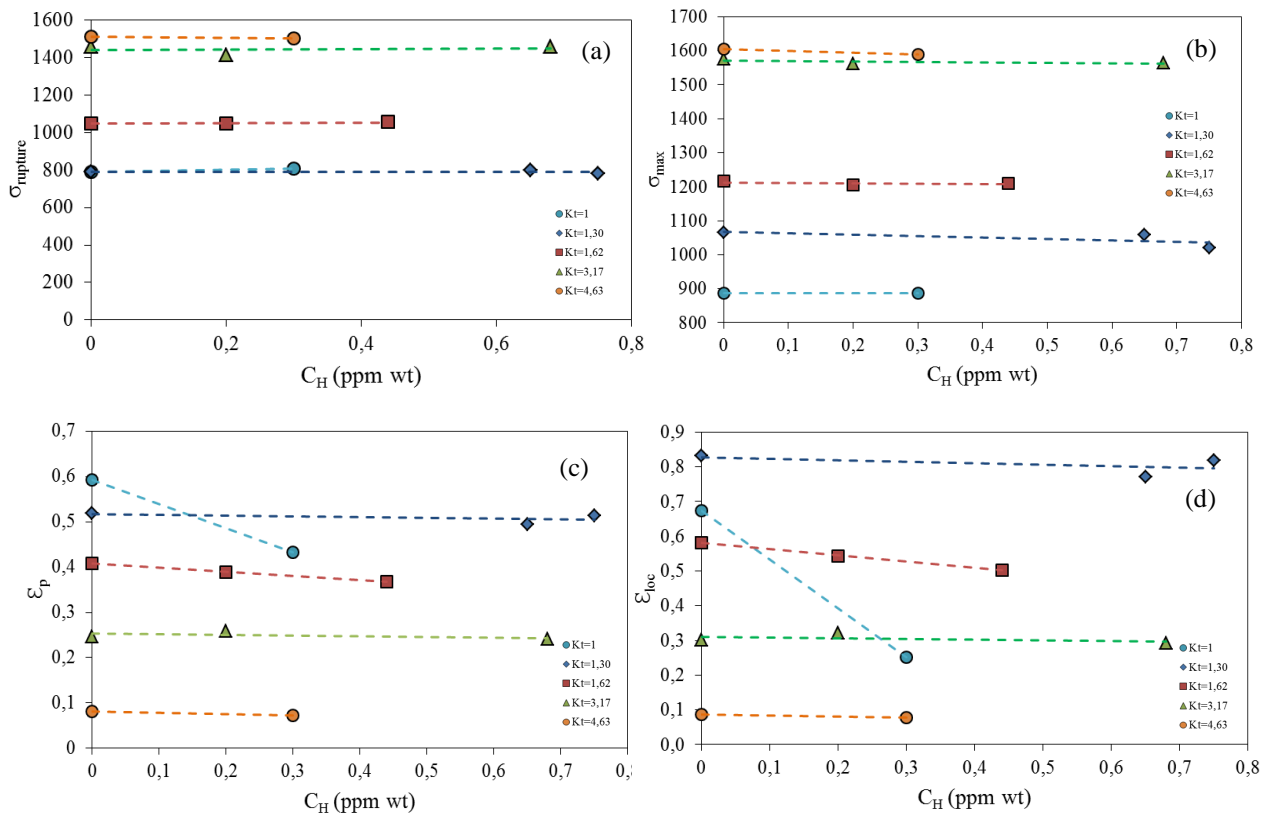 (a)
σrupture
1600
1400
1200
1000
800
600
400
200
0
0
0,2
0,4
0,6
0,8
CH (ppm wt)
Kt=1
Kt=1,30
Kt=1,62
Kt=3,17
Kt=4,63
(b)
σmax
1700
1600
1500
1400
1300
1200
1100
1000
900
800
0
0,1
0,2
0,3
0,4
0,5
0,6
0,7
0,8
CH (ppm wt)
Kt=1
Kt=1,30
Kt=1,62
Kt=3,17
Kt=4,63
(c)
εp
0,7
0,6
0,5
0,4
0,3
0,2
0,1
0
0
0,1
0,2
0,3
0,4
0,5
0,6
0,7
CH (ppm wt)
Kt=1
Kt=1,30
Kt=1,62
Kt=3,17
Kt=4,63
(d)
εloc
0,9
0,8
0,7
0,6
0,5
0,4
0,3
0,2
0,1
0,0
0
0,1
0,2
0,3
0,4
0,5
0,6
0,7
0,8
CH (ppm wt)
Kt=1
Kt=1,30
Kt=1,62
Kt=3,17
Kt=4,63